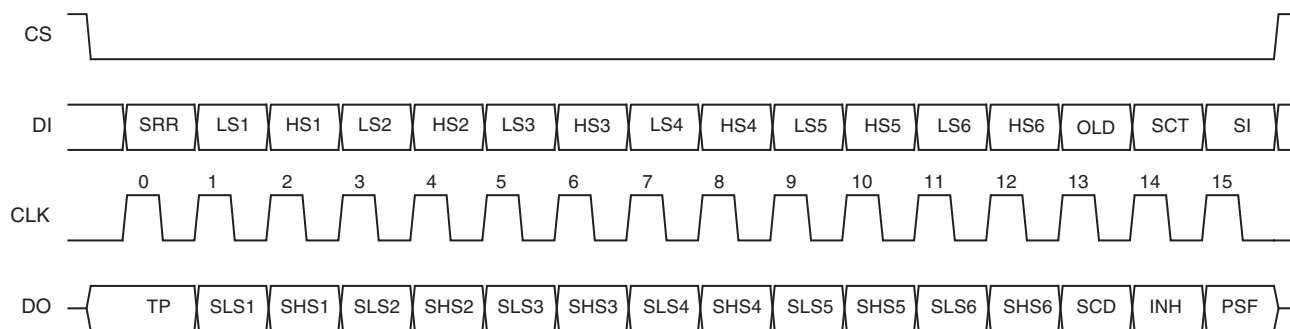 CS
DI SRR LS1 HS1 LS2 HS2 LS3 HS3 LS4 HS4 LS5 HS5 LS6 HS6 OLD SCT SI
0 1 2 3 4 5 6 7 8 9 10 11 12 13 14 15
CLK
DO TP SLS1 SHS1 SLS2 SHS2 SLS3 SHS3 SLS4 SHS4 SLS5 SHS5 SLS6 SHS6 SCD INH PSF